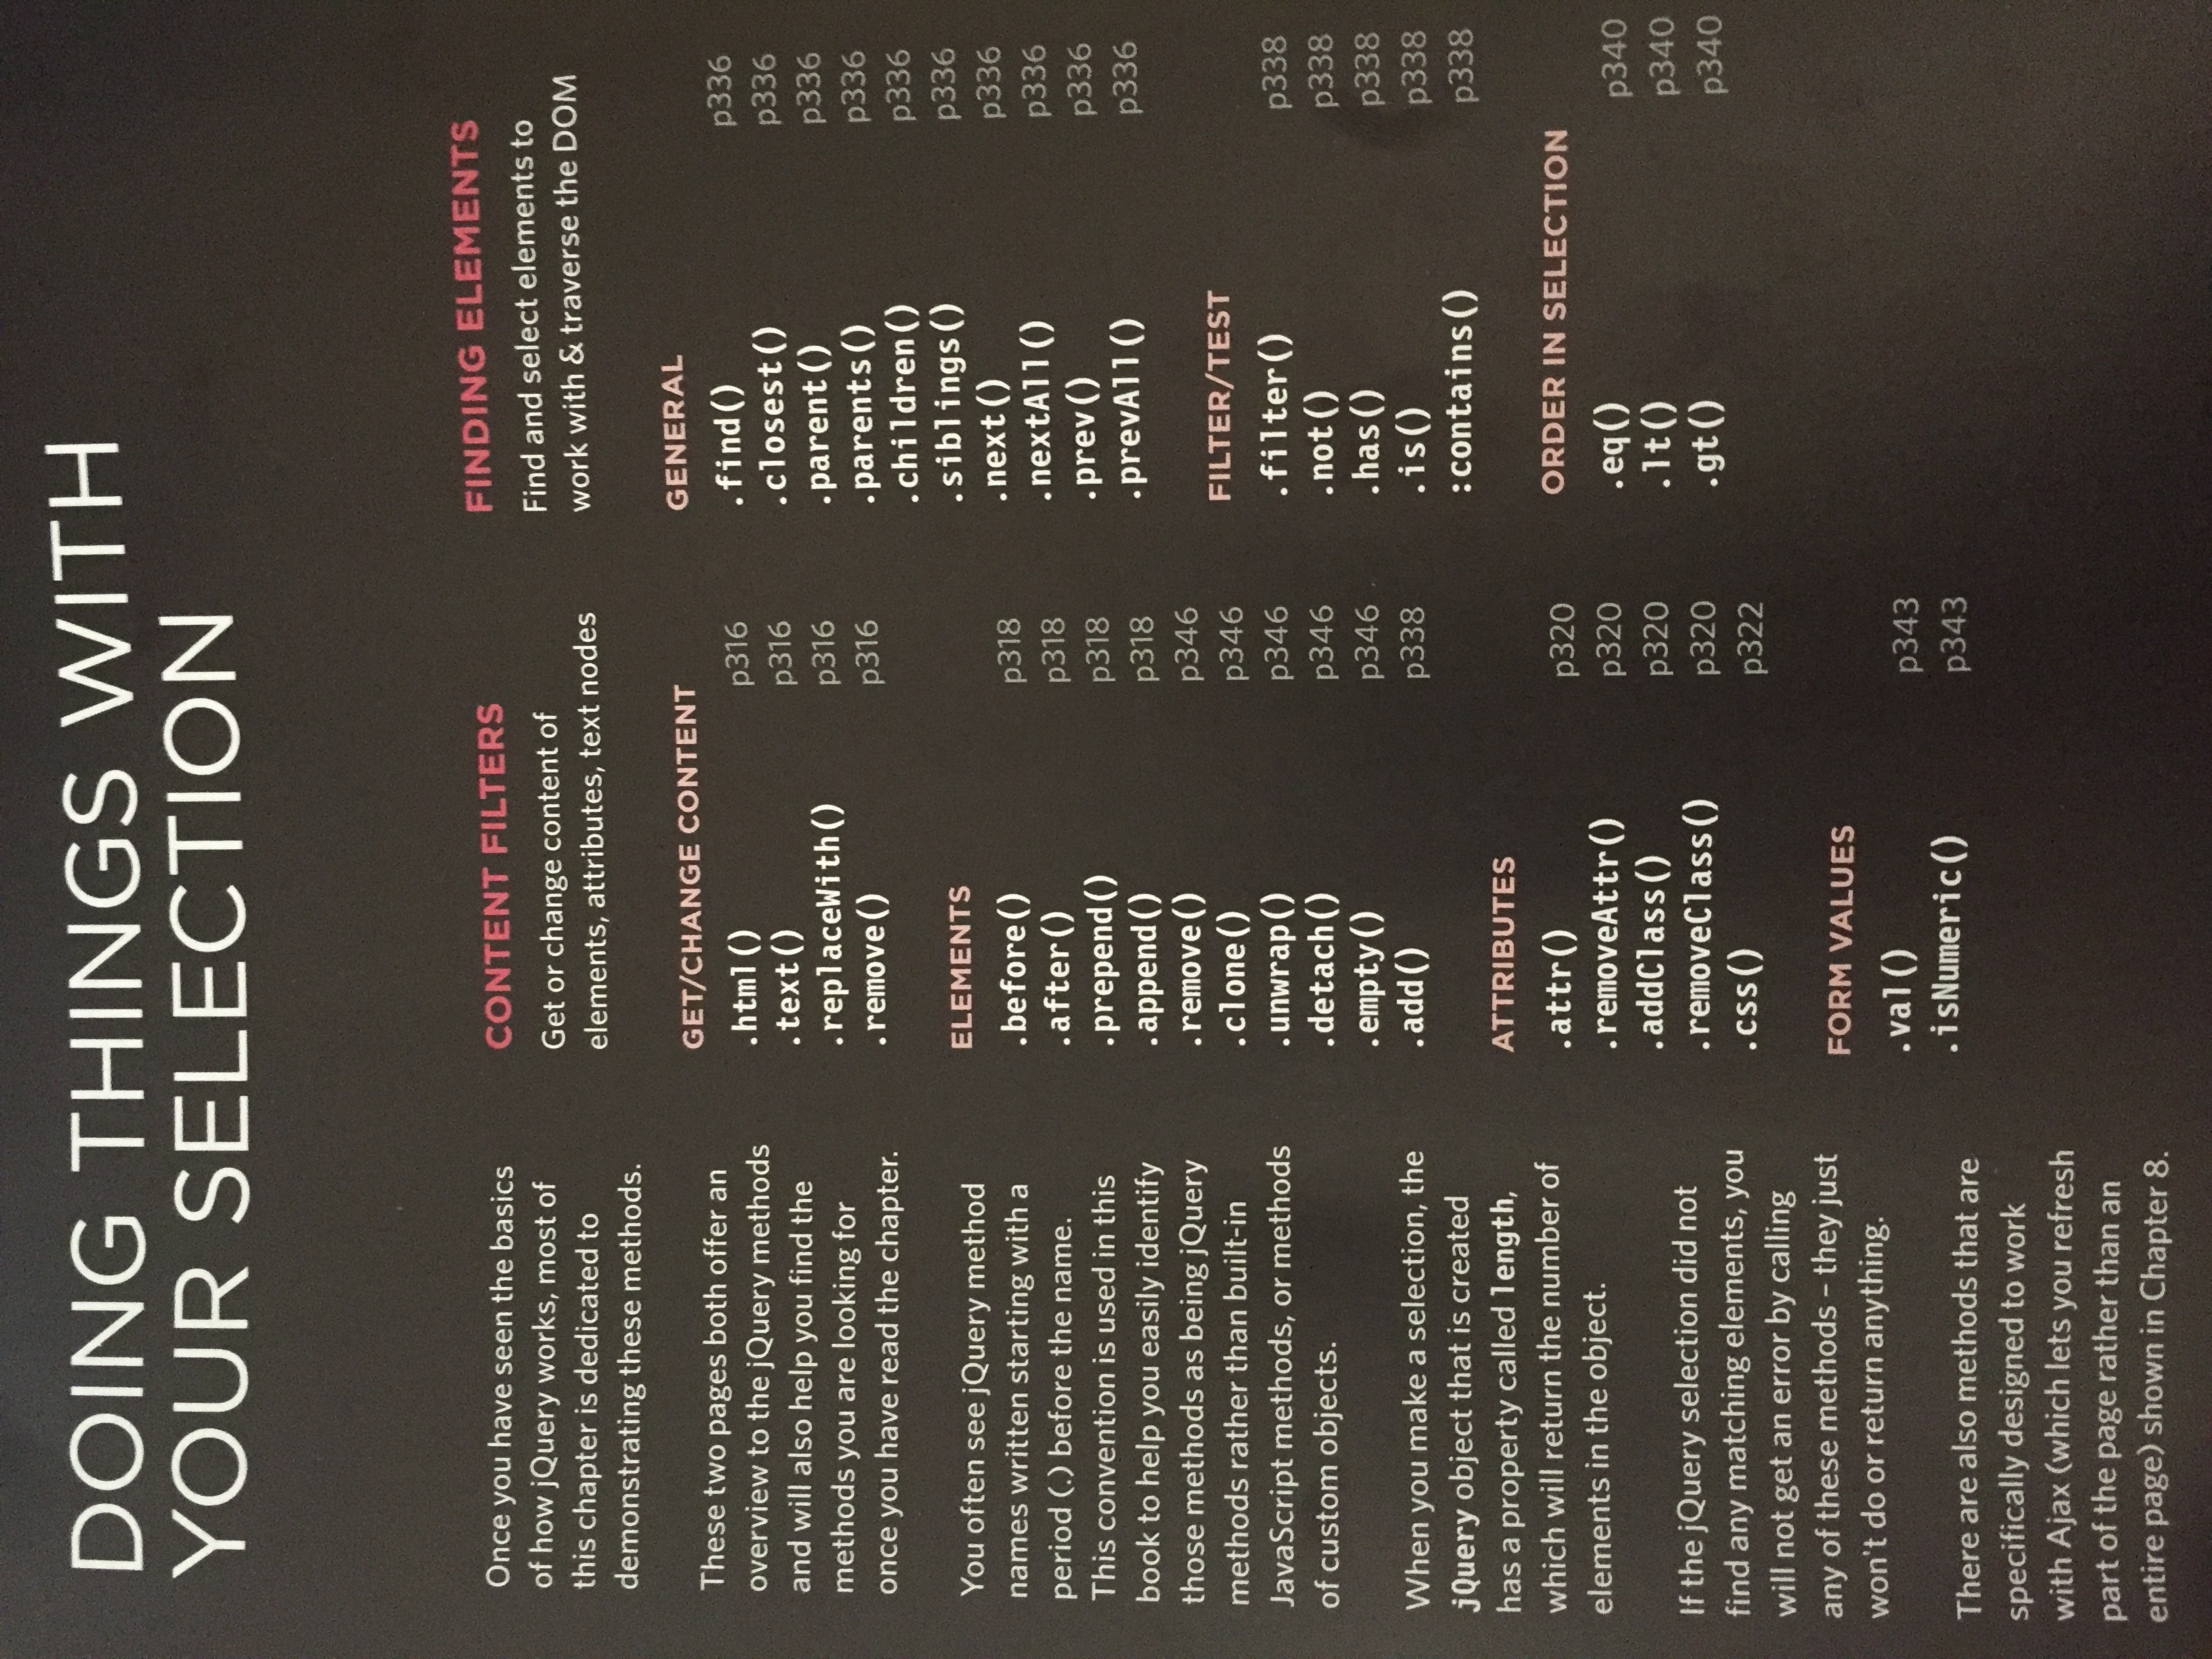 DOING THINGS WITH
YOUR SELECTION
Once you have seen the basics
of how jQuery works, most of
this chapter is dedicated to
demonstrating these methods.
These two pages both offer an
overview to the jQuery methods
and will also help you find the
methods you are looking for
once you have read the chapter.
You often see jQuery method
names written starting with a
period (.) before the name.
This convention is used in this
book to help you easily identify
those methods as being jQuery
methods rather than built-in
JavaScript methods, or methods
of custom objects.
When you make a selection, the
jQuery object that is created
has a property called length,
which will return the number of
elements in the object.
If the jQuery selection did not
find any matching elements, you
will not get an error by calling
any of these methods – they just
won't do or return anything.
There are also methods that are
specifically designed to work
with Ajax (which lets you refresh
part of the page rather than an
entire page) shown in Chapter 8.
CONTENT FILTERS
Get or change content of
elements, attributes, text nodes
GET/CHANGE CONTENT
.html() p316
.text() p316
.replaceWith() p316
.remove() p316
ELEMENTS
.before() p318
.after() p318
.prepend() p318
.append() p318
.remove() p346
.clone() p346
.unwrap() p346
.detach() p346
.empty() p346
.add() p338
ATTRIBUTES
.attr() p320
.removeAttr() p320
.addClass() p320
.removeClass() p320
.css() p322
FORM VALUES
.val() p343
.isNumeric() p343
FINDING ELEMENTS
Find and select elements to
work with & traverse the DOM
GENERAL
.find() p336
.closest() p336
.parent() p336
.parents() p336
.children() p336
.siblings() p336
.next() p336
.nextAll() p336
.prev() p336
.prevAll() p336
FILTER/TEST
.filter() p338
.not() p338
.has() p338
.is() p338
:contains() p338
ORDER IN SELECTION
.eq() p340
.lt() p340
.gt() p340